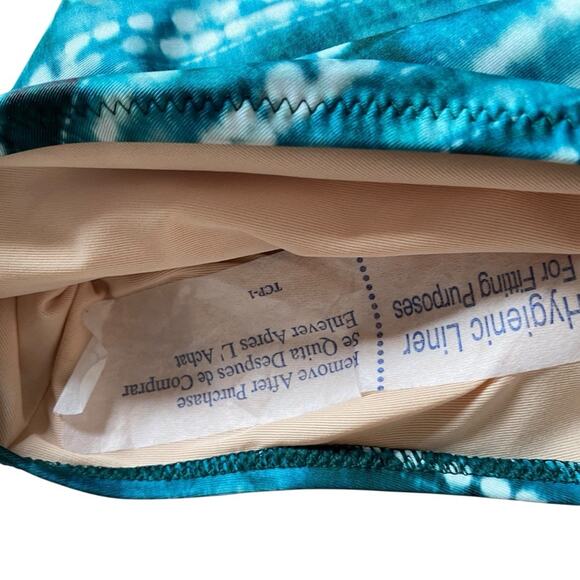 Hygienic Liner
For Fitting Purposes
Remove After Purchase
Se Quita Despues de Comprar
Enlever Apres L' Achat
TCP-1